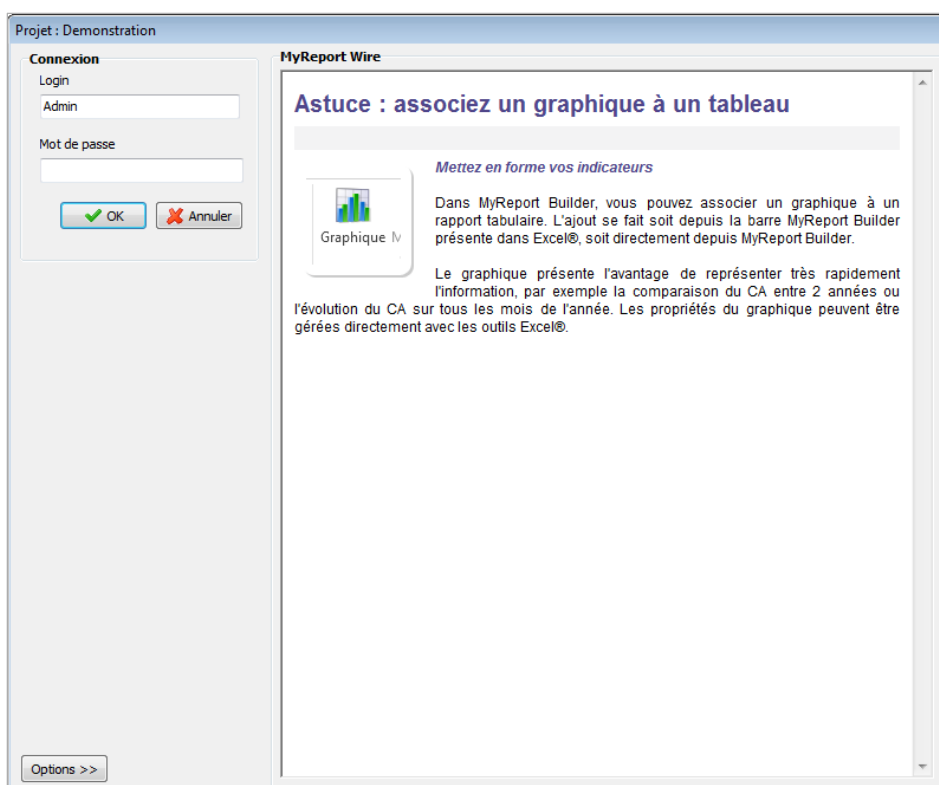 Projet : Demonstration
Connexion
Login
Admin
Mot de passe
OK
Annuler
Options >>
MyReport Wire
Astuce : associez un graphique à un tableau
Graphique M
Mettez en forme vos indicateurs
Dans MyReport Builder, vous pouvez associer un graphique à un
rapport tabulaire. L'ajout se fait soit depuis la barre MyReport Builder
présente dans Excel®, soit directement depuis MyReport Builder.
Le graphique présente l'avantage de représenter très rapidement
l'information, par exemple la comparaison du CA entre 2 années ou
l'évolution du CA sur tous les mois de l'année. Les propriétés du graphique peuvent être
gérées directement avec les outils Excel®.